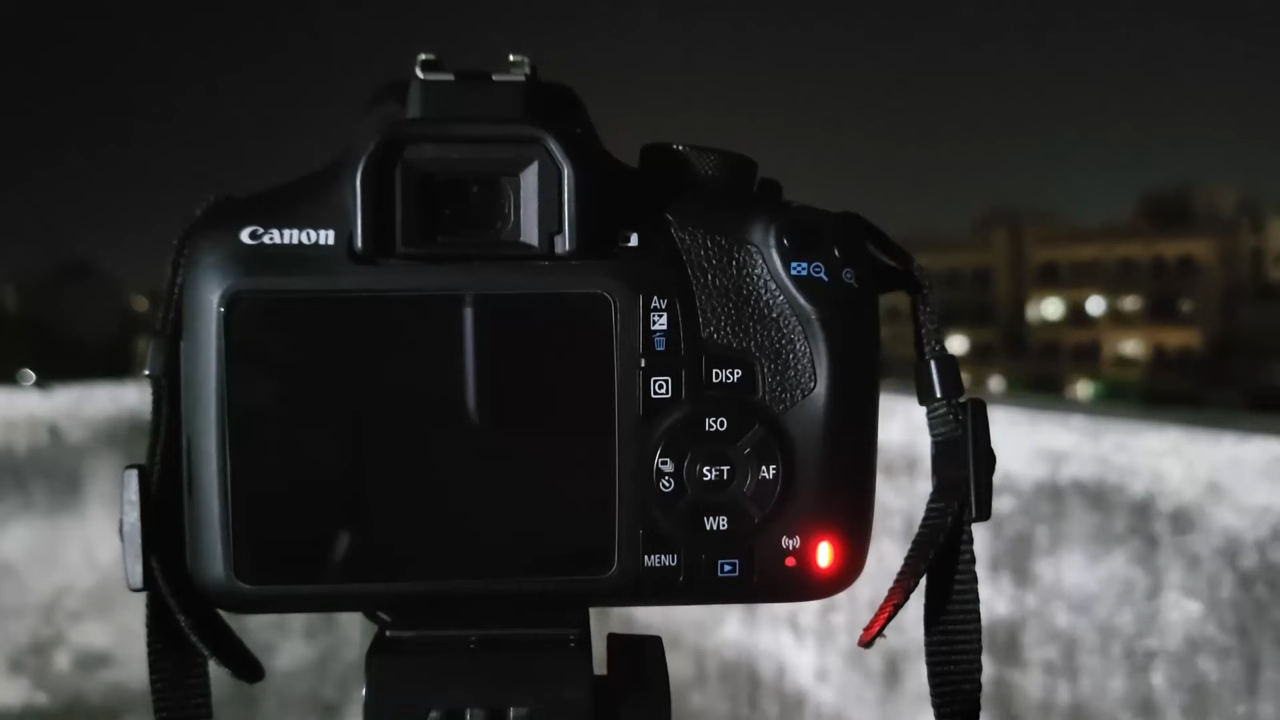 Canon
Av
Q
DISP
ISO
SET
AF
WB
MENU